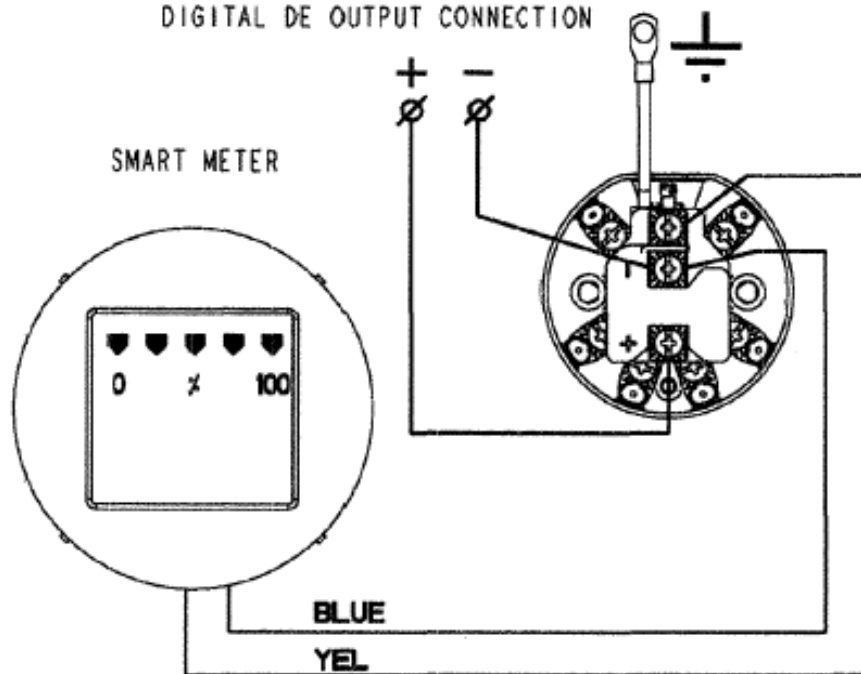 DIGITAL DE OUTPUT CONNECTION
+ −
SMART METER
−
+
0 % 100
BLUE
YEL